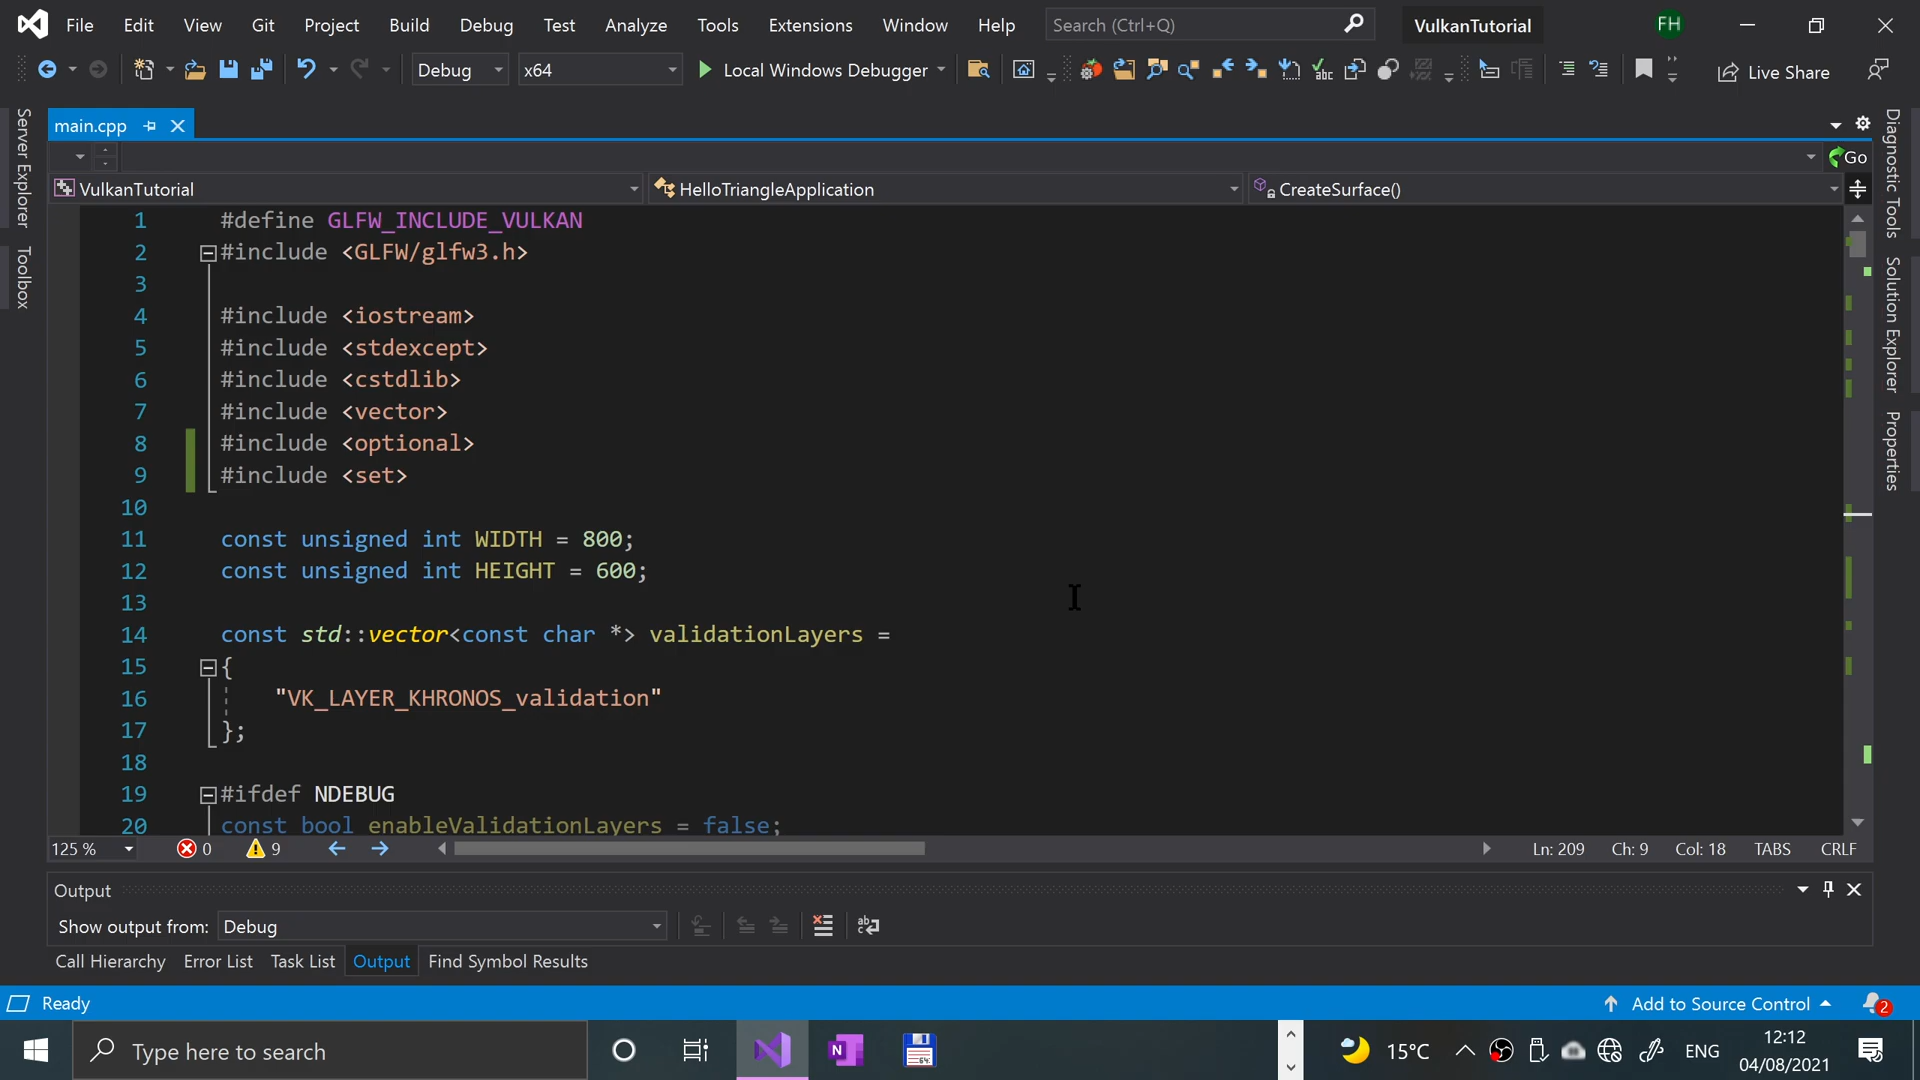 File Edit View Git Project Build Debug Test Analyze Tools Extensions Window Help Search (Ctrl+Q) VulkanTutorial FH
Debug x64 Local Windows Debugger Live Share
main.cpp
Go
VulkanTutorial HelloTriangleApplication CreateSurface()
Server Explorer
Toolbox
Diagnostic Tools
Solution Explorer
Properties
1 #define GLFW_INCLUDE_VULKAN
2 #include <GLFW/glfw3.h>
3
4 #include <iostream>
5 #include <stdexcept>
6 #include <cstdlib>
7 #include <vector>
8 #include <optional>
9 #include <set>
10
11 const unsigned int WIDTH = 800;
12 const unsigned int HEIGHT = 600;
13
14 const std::vector<const char *> validationLayers =
15 {
16 "VK_LAYER_KHRONOS_validation"
17 };
18
19 #ifdef NDEBUG
20 const bool enableValidationLayers = false;
125 % 0 9 Ln: 209 Ch: 9 Col: 18 TABS CRLF
Output
Show output from: Debug
Call Hierarchy Error List Task List Output Find Symbol Results
Ready Add to Source Control 2
Type here to search 15°C ENG 12:12
04/08/2021